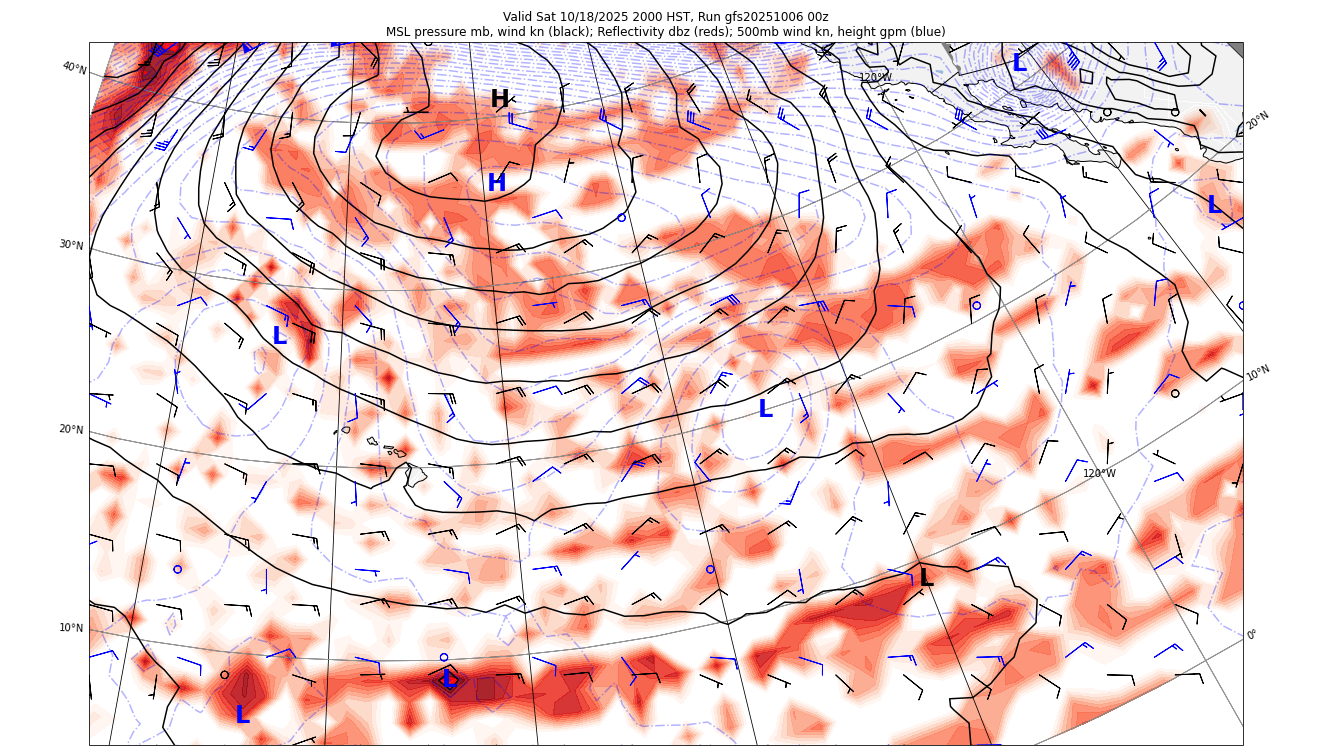 Valid Sat 10/18/2025 2000 HST, Run gfs20251006 00z
MSL pressure mb, wind kn (black); Reflectivity dbz (reds); 500mb wind kn, height gpm (blue)
40°N
120°W
L
H
20°N
H
L
30°N
L
10°N
L
20°N
120°W
L
10°N
0°
L
L